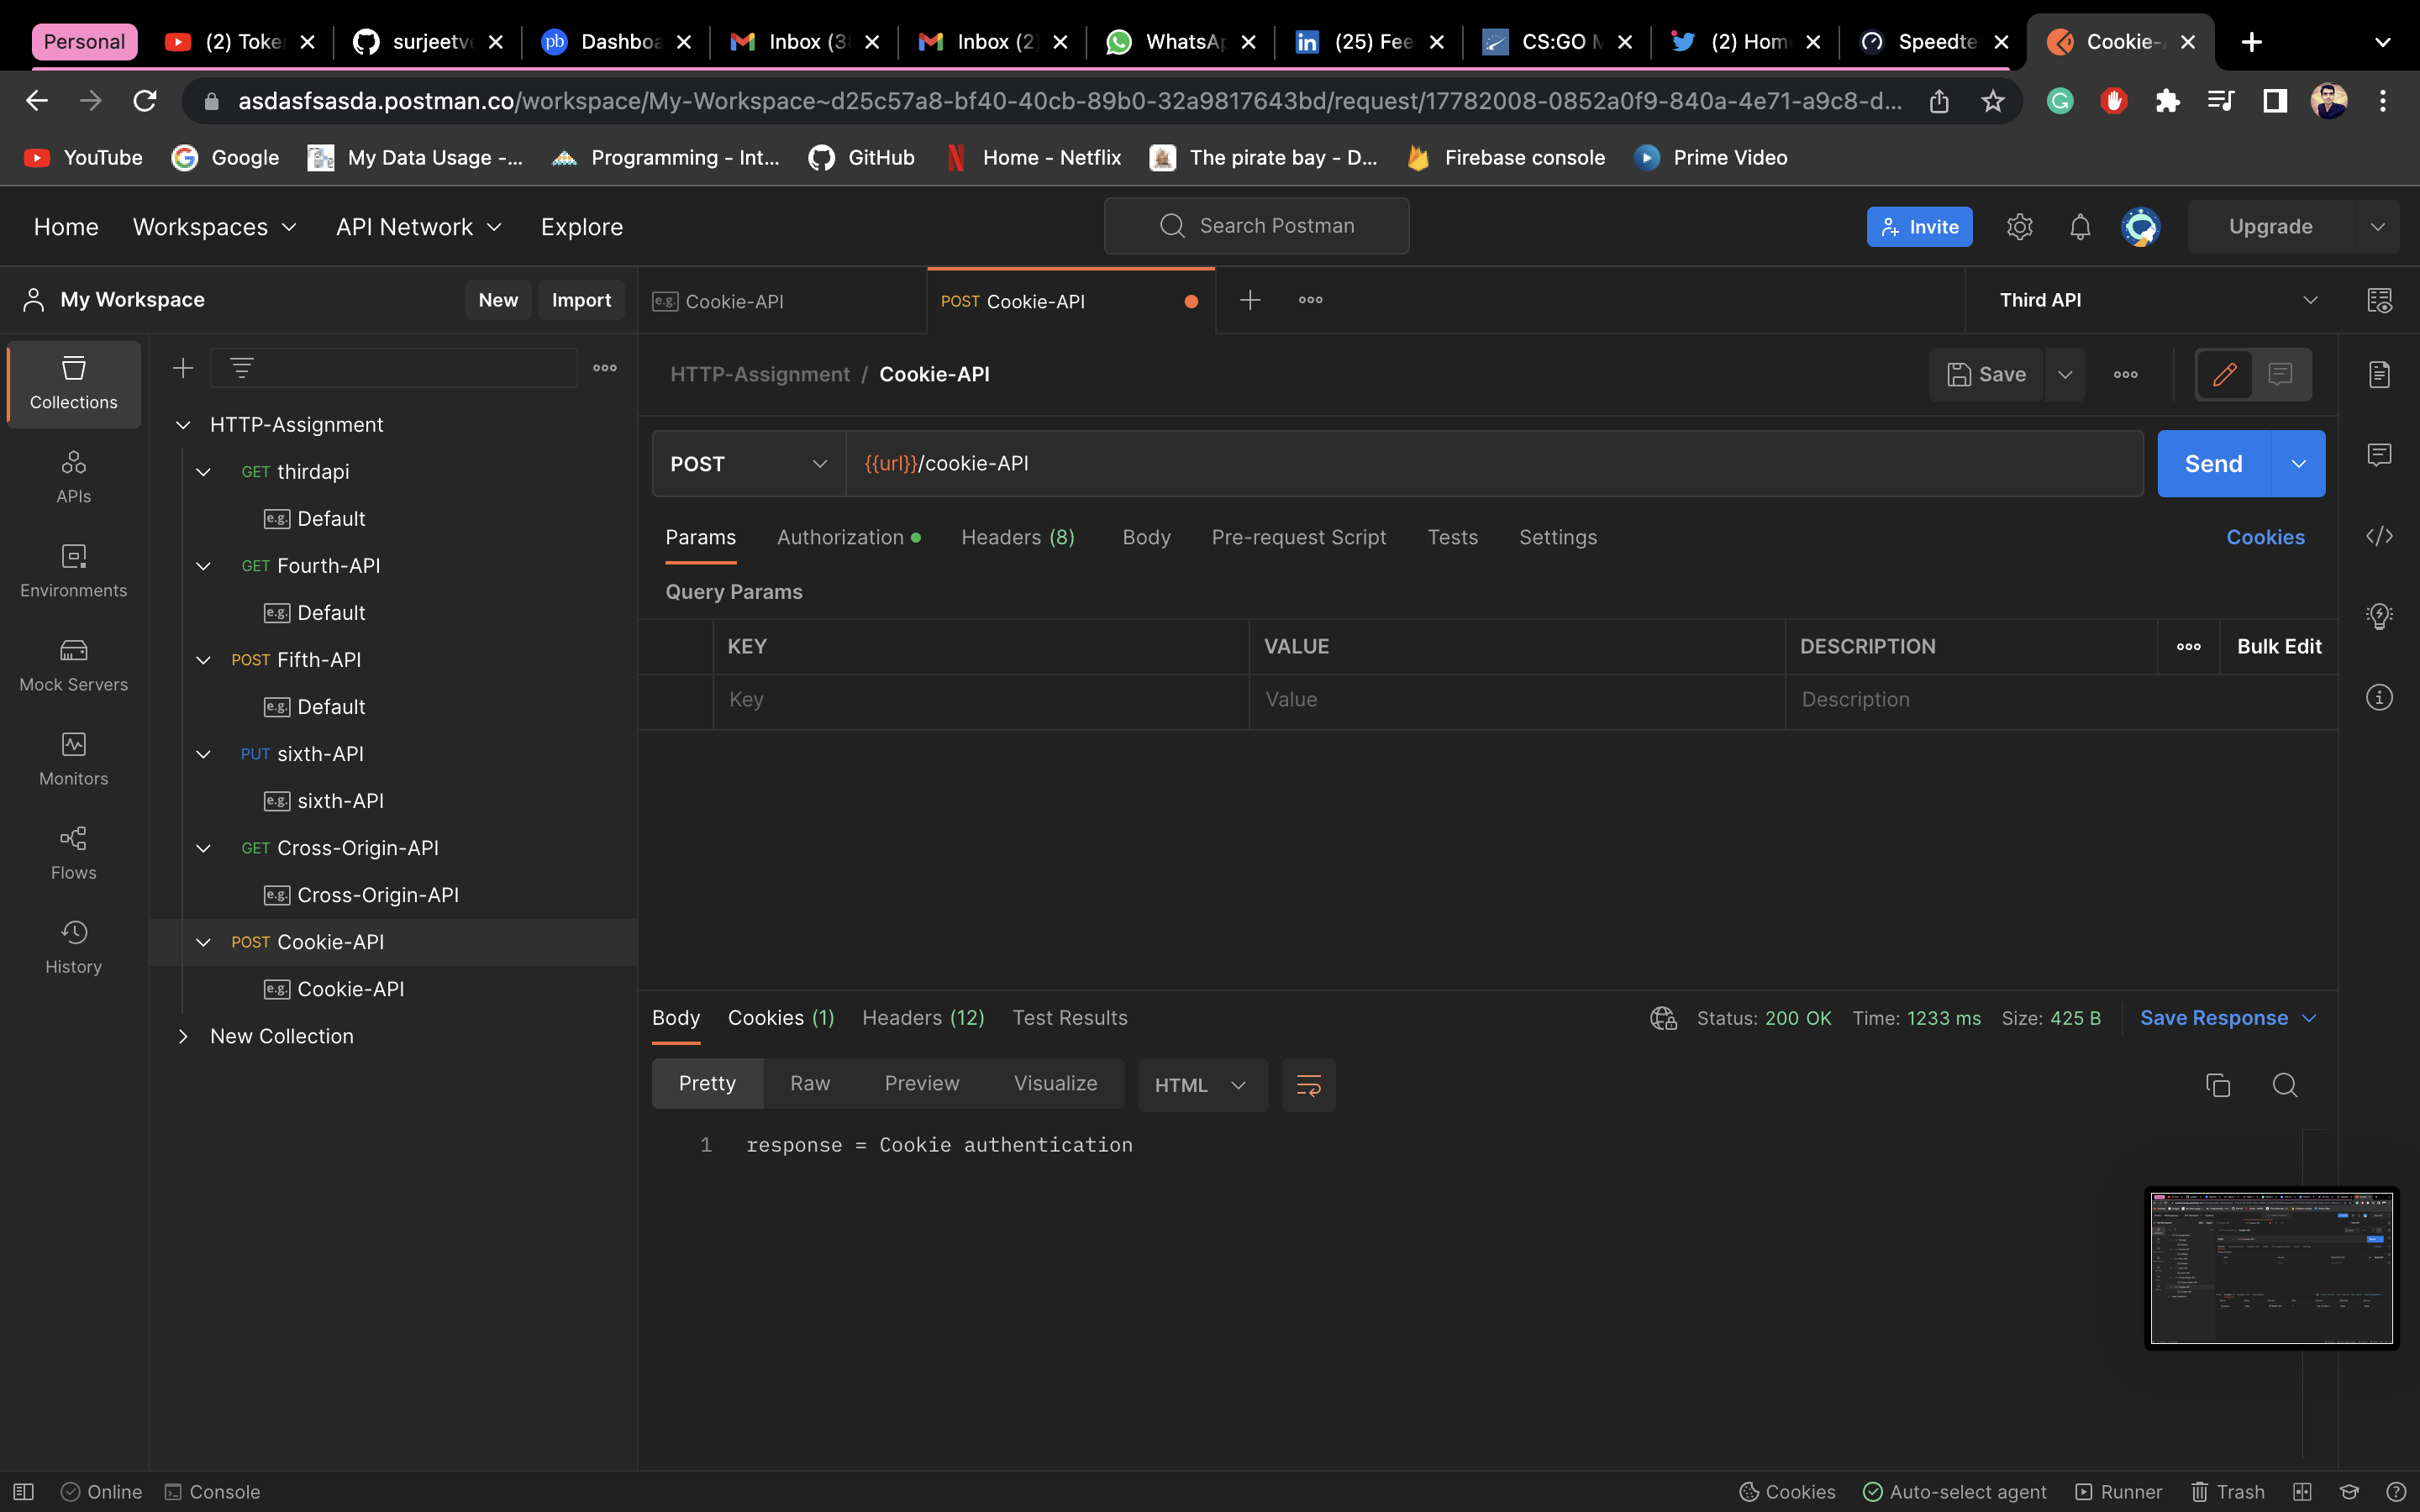 Personal (2) Toke surjeetve Dashboa Inbox (3 Inbox (2) WhatsAp (25) Fee CS:GO M (2) Hom Speedte Cookie-
asdasfsasda.postman.co/workspace/My-Workspace~d25c57a8-bf40-40cb-89b0-32a9817643bd/request/17782008-0852a0f9-840a-4e71-a9c8-d...
YouTube Google My Data Usage -... Programming - Int... GitHub Home - Netflix The pirate bay - D... Firebase console Prime Video
Home Workspaces API Network Explore Search Postman Invite Upgrade
My Workspace New Import e.g. Cookie-API POST Cookie-API Third API
Collections
HTTP-Assignment / Cookie-API Save
HTTP-Assignment
GET thirdapi
e.g. Default
GET Fourth-API
e.g. Default
POST Fifth-API
e.g. Default
PUT sixth-API
e.g. sixth-API
GET Cross-Origin-API
e.g. Cross-Origin-API
POST Cookie-API
e.g. Cookie-API
New Collection
APIs
Environments
Mock Servers
Monitors
Flows
History
POST {{url}}/cookie-API Send
Params Authorization Headers (8) Body Pre-request Script Tests Settings Cookies
Query Params
KEY VALUE DESCRIPTION Bulk Edit
Key Value Description
Body Cookies (1) Headers (12) Test Results Status: 200 OK Time: 1233 ms Size: 425 B Save Response
Pretty Raw Preview Visualize HTML
1 response = Cookie authentication
Online Console Cookies Auto-select agent Runner Trash